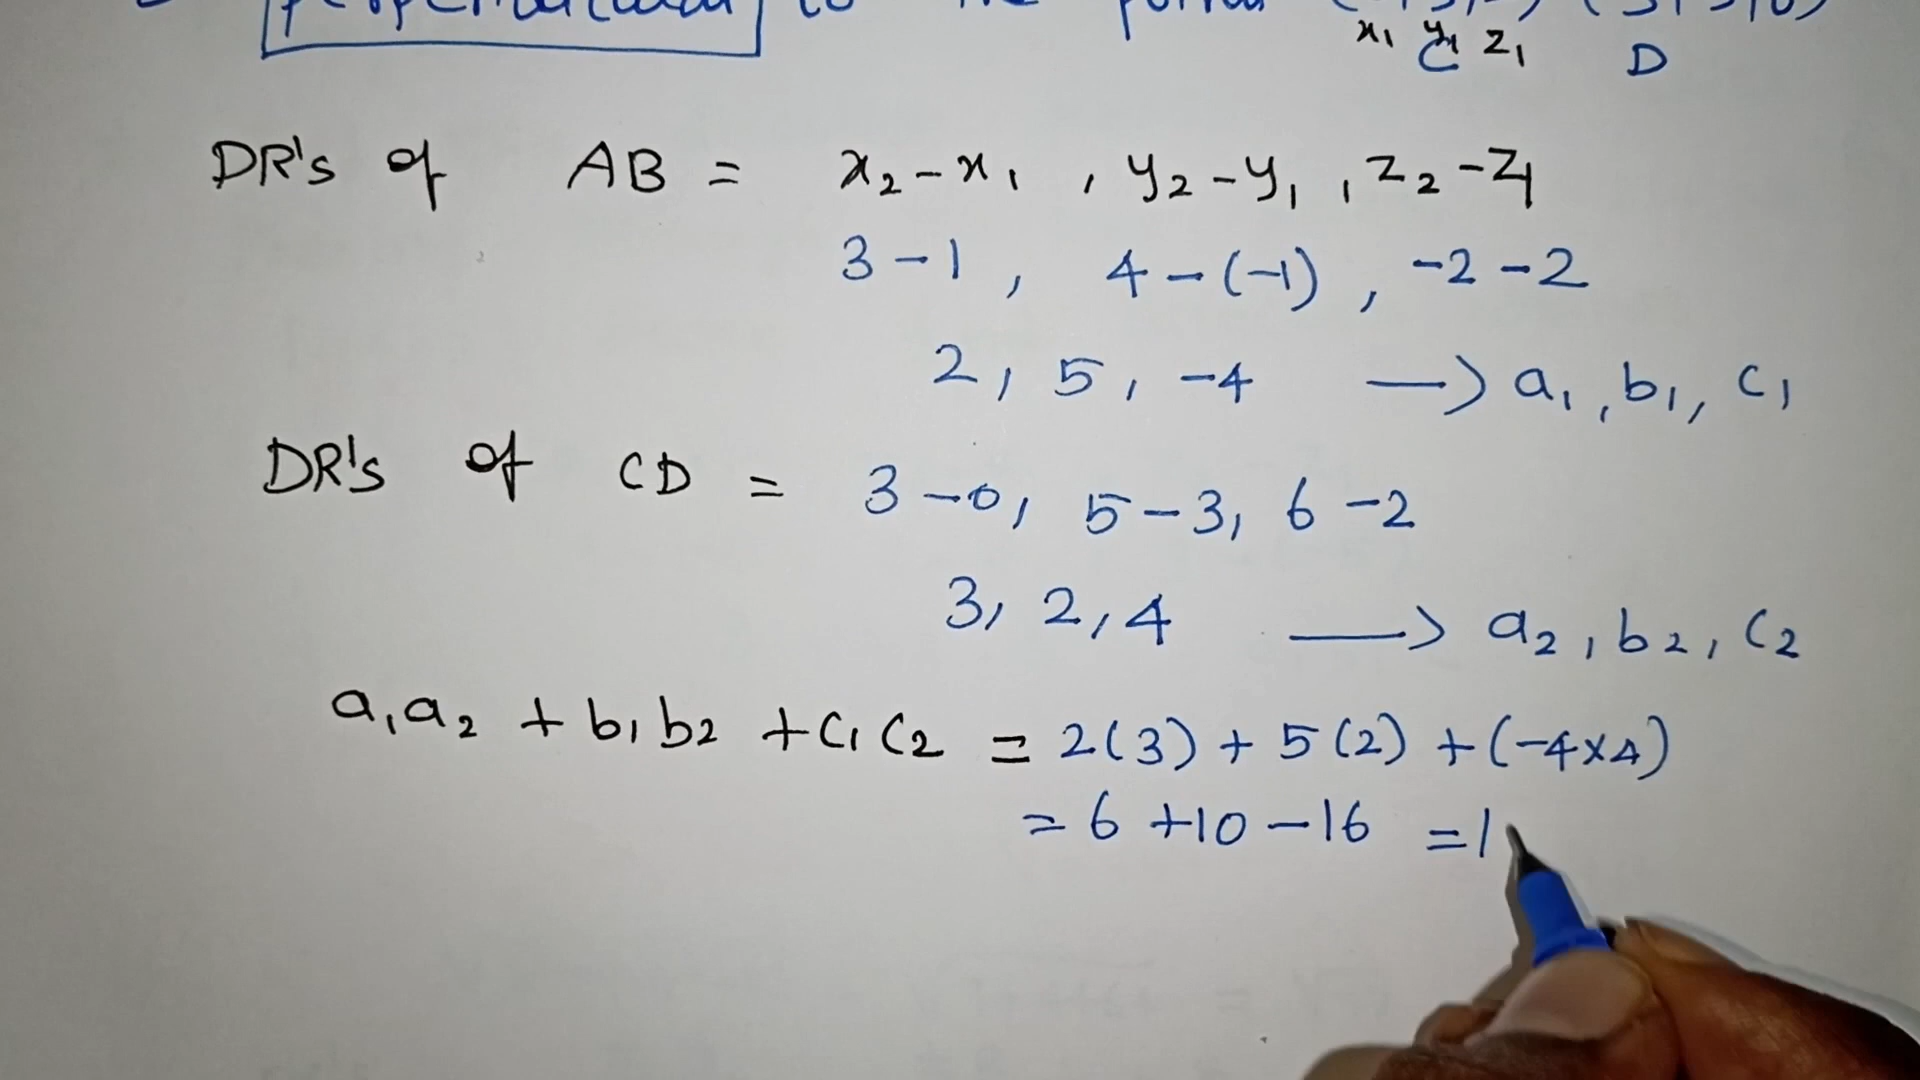 to the
x₁ y₁ z₁
C D
DR's of AB = x₂-x₁, y₂-y₁, z₂-z₁
3-1, 4-(-1), -2-2
2, 5, -4 → a₁, b₁, c₁
DR's of CD = 3-0, 5-3, 6-2
3, 2, 4 → a₂, b₂, c₂
a₁a₂ + b₁b₂ + c₁c₂ = 2(3) + 5(2) + (-4×4)
= 6 +10 -16 = 1